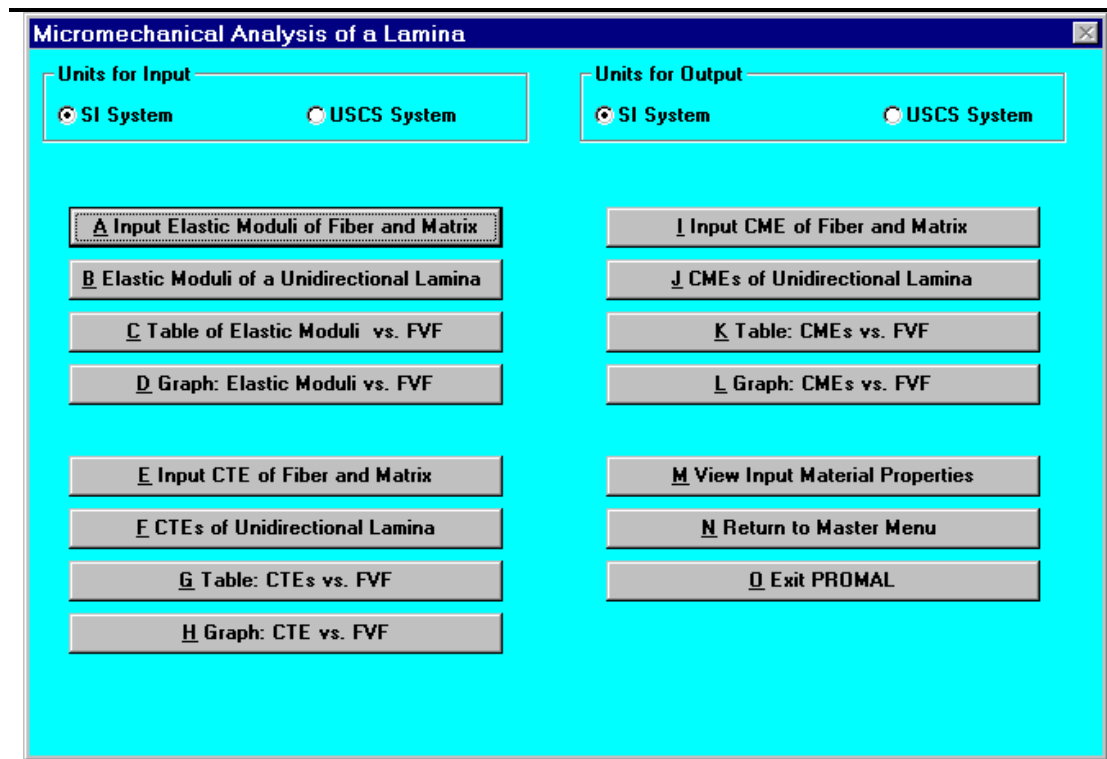 Micromechanical Analysis of a Lamina
Units for Input
SI System
USCS System
Units for Output
SI System
USCS System
A Input Elastic Moduli of Fiber and Matrix
B Elastic Moduli of a Unidirectional Lamina
C Table of Elastic Moduli vs. FVF
D Graph: Elastic Moduli vs. FVF
E Input CTE of Fiber and Matrix
F CTEs of Unidirectional Lamina
G Table: CTEs vs. FVF
H Graph: CTE vs. FVF
I Input CME of Fiber and Matrix
J CMEs of Unidirectional Lamina
K Table: CMEs vs. FVF
L Graph: CMEs vs. FVF
M View Input Material Properties
N Return to Master Menu
O Exit PROMAL